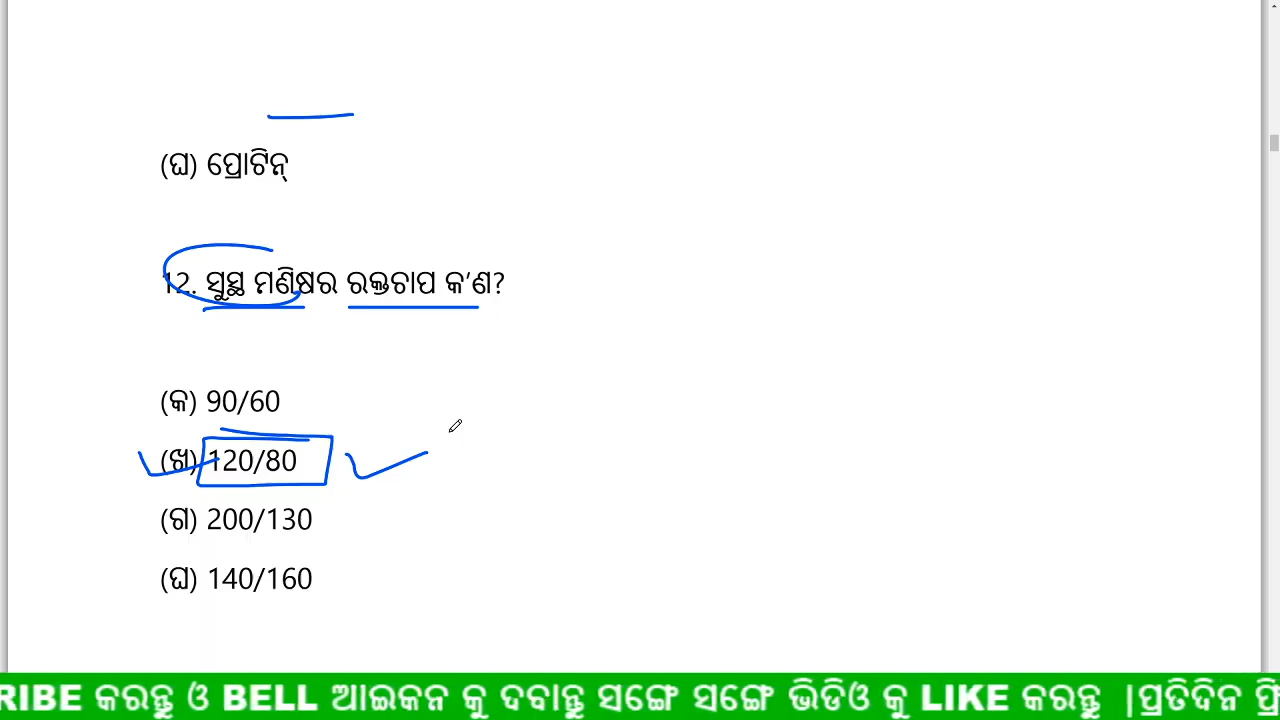 (ଘ) ପ୍ରୋଟିନ୍
12. ସୁସ୍ଥ ମଣିଷର ରକ୍ତଚାପ କ'ଣ?
(କ) 90/60
(ଖ) 120/80
(ଗ) 200/130
(ଘ) 140/160
RIBE କରନ୍ତୁ ଓ BELL ଆଇକନ କୁ ଦବାନ୍ତୁ ସଙ୍ଗେ ସଙ୍ଗେ ଭିଡିଓ କୁ LIKE କରନ୍ତୁ |ପ୍ରତିଦିନ